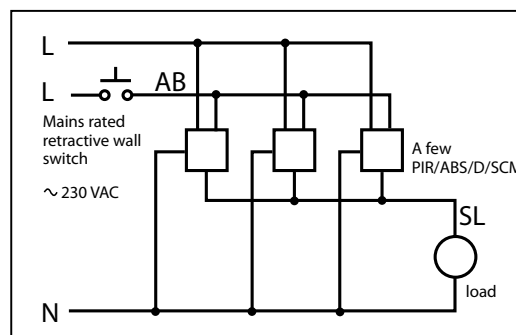 L
L
AB
Mains rated
retractive wall
switch
~ 230 VAC
A few
PIR/ABS/D/SCM
SL
load
N